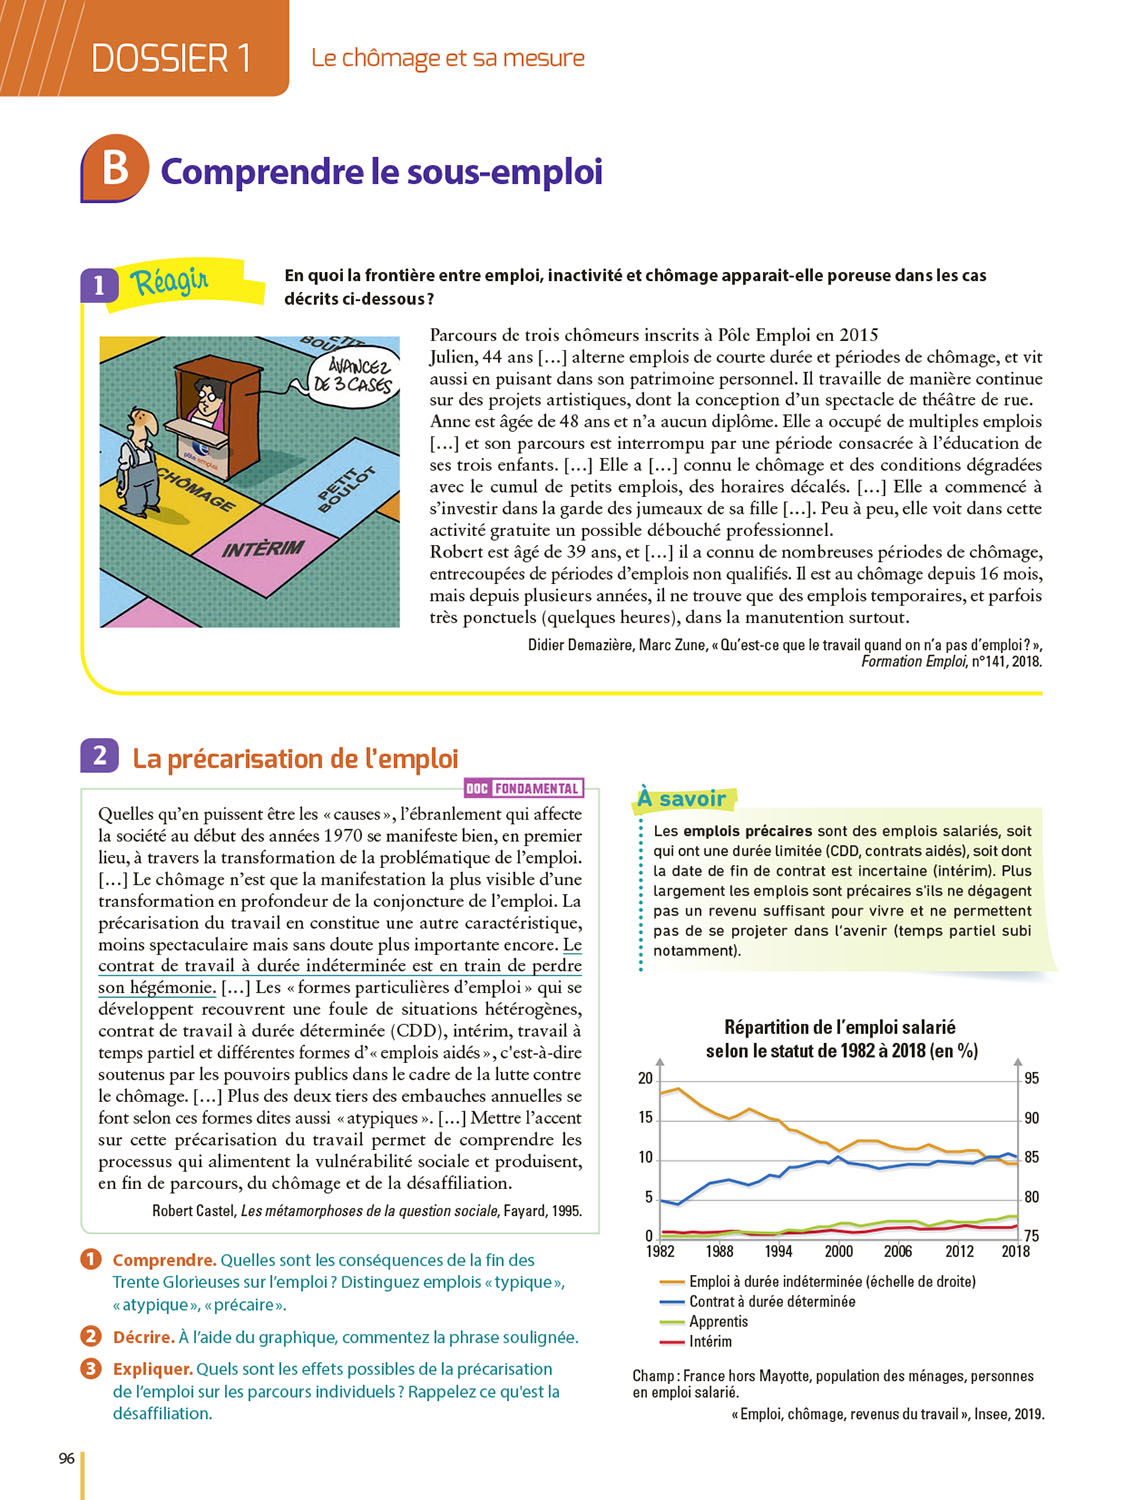 DOSSIER 1
Le chômage et sa mesure
B
Comprendre le sous-emploi
1
Réagir
En quoi la frontière entre emploi, inactivité et chômage apparait-elle poreuse dans les cas
décrits ci-dessous ?
PETIT
BOULOT
AVANCEZ
DE 3 CASES
pôle emploi
CHÔMAGE
PETIT
BOULOT
INTÈRIM
Parcours de trois chômeurs inscrits à Pôle Emploi en 2015
Julien, 44 ans […] alterne emplois de courte durée et périodes de chômage, et vit
aussi en puisant dans son patrimoine personnel. Il travaille de manière continue
sur des projets artistiques, dont la conception d’un spectacle de théâtre de rue.
Anne est âgée de 48 ans et n’a aucun diplôme. Elle a occupé de multiples emplois
[…] et son parcours est interrompu par une période consacrée à l’éducation de
ses trois enfants. […] Elle a […] connu le chômage et des conditions dégradées
avec le cumul de petits emplois, des horaires décalés. […] Elle a commencé à
s’investir dans la garde des jumeaux de sa fille […]. Peu à peu, elle voit dans cette
activité gratuite un possible débouché professionnel.
Robert est âgé de 39 ans, et […] il a connu de nombreuses périodes de chômage,
entrecoupées de périodes d’emplois non qualifiés. Il est au chômage depuis 16 mois,
mais depuis plusieurs années, il ne trouve que des emplois temporaires, et parfois
très ponctuels (quelques heures), dans la manutention surtout.
Didier Demazière, Marc Zune, « Qu’est-ce que le travail quand on n’a pas d’emploi ? »,
Formation Emploi, n°141, 2018.
2
La précarisation de l’emploi
DOC FONDAMENTAL
Quelles qu’en puissent être les « causes », l’ébranlement qui affecte
la société au début des années 1970 se manifeste bien, en premier
lieu, à travers la transformation de la problématique de l’emploi.
[…] Le chômage n’est que la manifestation la plus visible d’une
transformation en profondeur de la conjoncture de l’emploi. La
précarisation du travail en constitue une autre caractéristique,
moins spectaculaire mais sans doute plus importante encore. Le
contrat de travail à durée indéterminée est en train de perdre
son hégémonie. […] Les « formes particulières d’emploi » qui se
développent recouvrent une foule de situations hétérogènes,
contrat de travail à durée déterminée (CDD), intérim, travail à
temps partiel et différentes formes d’« emplois aidés », c'est-à-dire
soutenus par les pouvoirs publics dans le cadre de la lutte contre
le chômage. […] Plus des deux tiers des embauches annuelles se
font selon ces formes dites aussi « atypiques ». […] Mettre l’accent
sur cette précarisation du travail permet de comprendre les
processus qui alimentent la vulnérabilité sociale et produisent,
en fin de parcours, du chômage et de la désaffiliation.
Robert Castel, Les métamorphoses de la question sociale, Fayard, 1995.
1 Comprendre. Quelles sont les conséquences de la fin des
Trente Glorieuses sur l’emploi ? Distinguez emplois « typique »,
« atypique », « précaire ».
2 Décrire. À l’aide du graphique, commentez la phrase soulignée.
3 Expliquer. Quels sont les effets possibles de la précarisation
de l’emploi sur les parcours individuels ? Rappelez ce qu'est la
désaffiliation.
À savoir
Les emplois précaires sont des emplois salariés, soit
qui ont une durée limitée (CDD, contrats aidés), soit dont
la date de fin de contrat est incertaine (intérim). Plus
largement les emplois sont précaires s'ils ne dégagent
pas un revenu suffisant pour vivre et ne permettent
pas de se projeter dans l’avenir (temps partiel subi
notamment).
Répartition de l’emploi salarié
selon le statut de 1982 à 2018 (en %)
20 95
15 90
10 85
5 80
0 75
1982 1988 1994 2000 2006 2012 2018
Emploi à durée indéterminée (échelle de droite)
Contrat à durée déterminée
Apprentis
Intérim
Champ : France hors Mayotte, population des ménages, personnes
en emploi salarié.
« Emploi, chômage, revenus du travail », Insee, 2019.
96